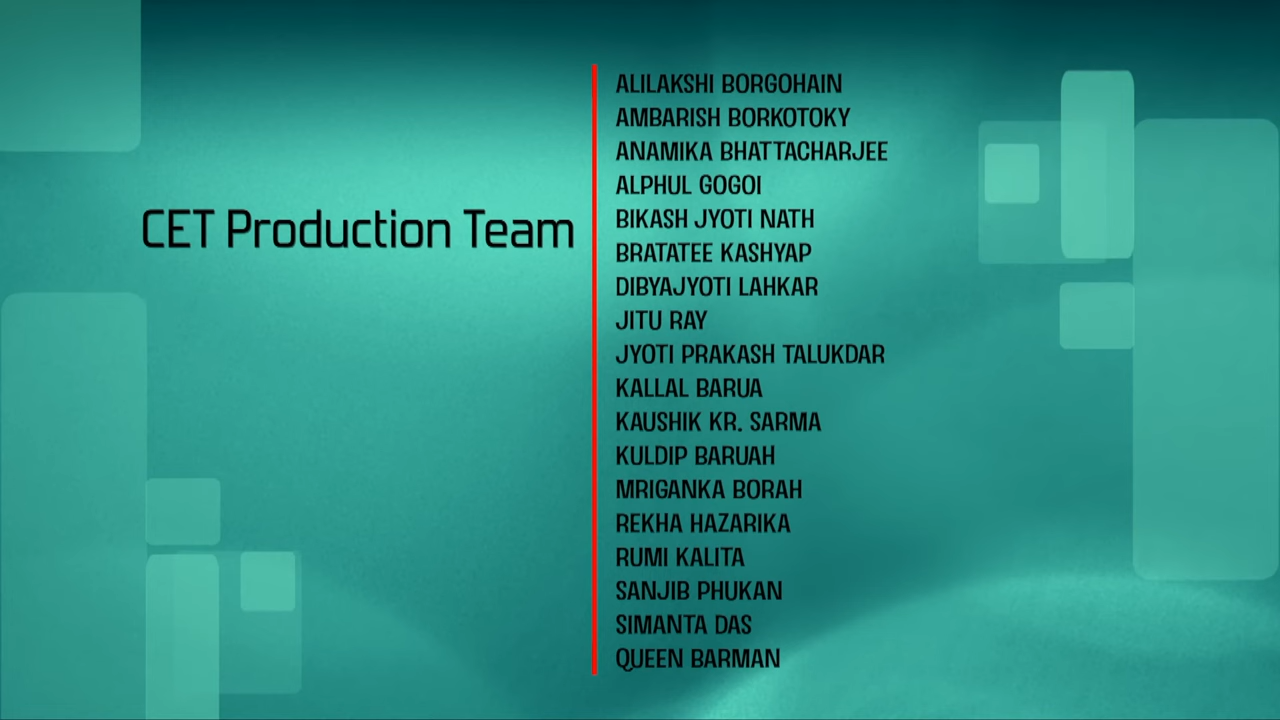 CET Production Team
ALILAKSHI BORGOHAIN
AMBARISH BORKOTOKY
ANAMIKA BHATTACHARJEE
ALPHUL GOGOI
BIKASH JYOTI NATH
BRATATEE KASHYAP
DIBYAJYOTI LAHKAR
JITU RAY
JYOTI PRAKASH TALUKDAR
KALLAL BARUA
KAUSHIK KR. SARMA
KULDIP BARUAH
MRIGANKA BORAH
REKHA HAZARIKA
RUMI KALITA
SANJIB PHUKAN
SIMANTA DAS
QUEEN BARMAN